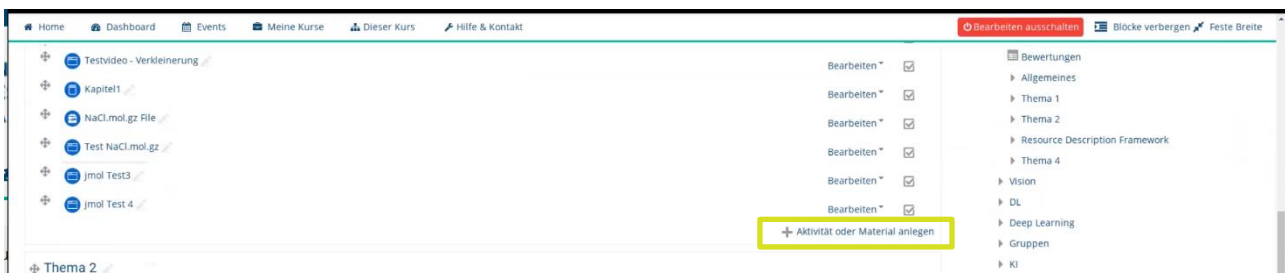 Home Dashboard Events Meine Kurse Dieser Kurs Hilfe & Kontakt Bearbeiten ausschalten Blöcke verbergen Feste Breite
Testvideo - Verkleinerung Bearbeiten
Kapitel1 Bearbeiten
NaCl.mol.gz File Bearbeiten
Test NaCl.mol.gz Bearbeiten
jmol Test3 Bearbeiten
jmol Test 4 Bearbeiten
Aktivität oder Material anlegen
Thema 2
Bewertungen
Allgemeines
Thema 1
Thema 2
Resource Description Framework
Thema 4
Vision
DL
Deep Learning
Gruppen
KI